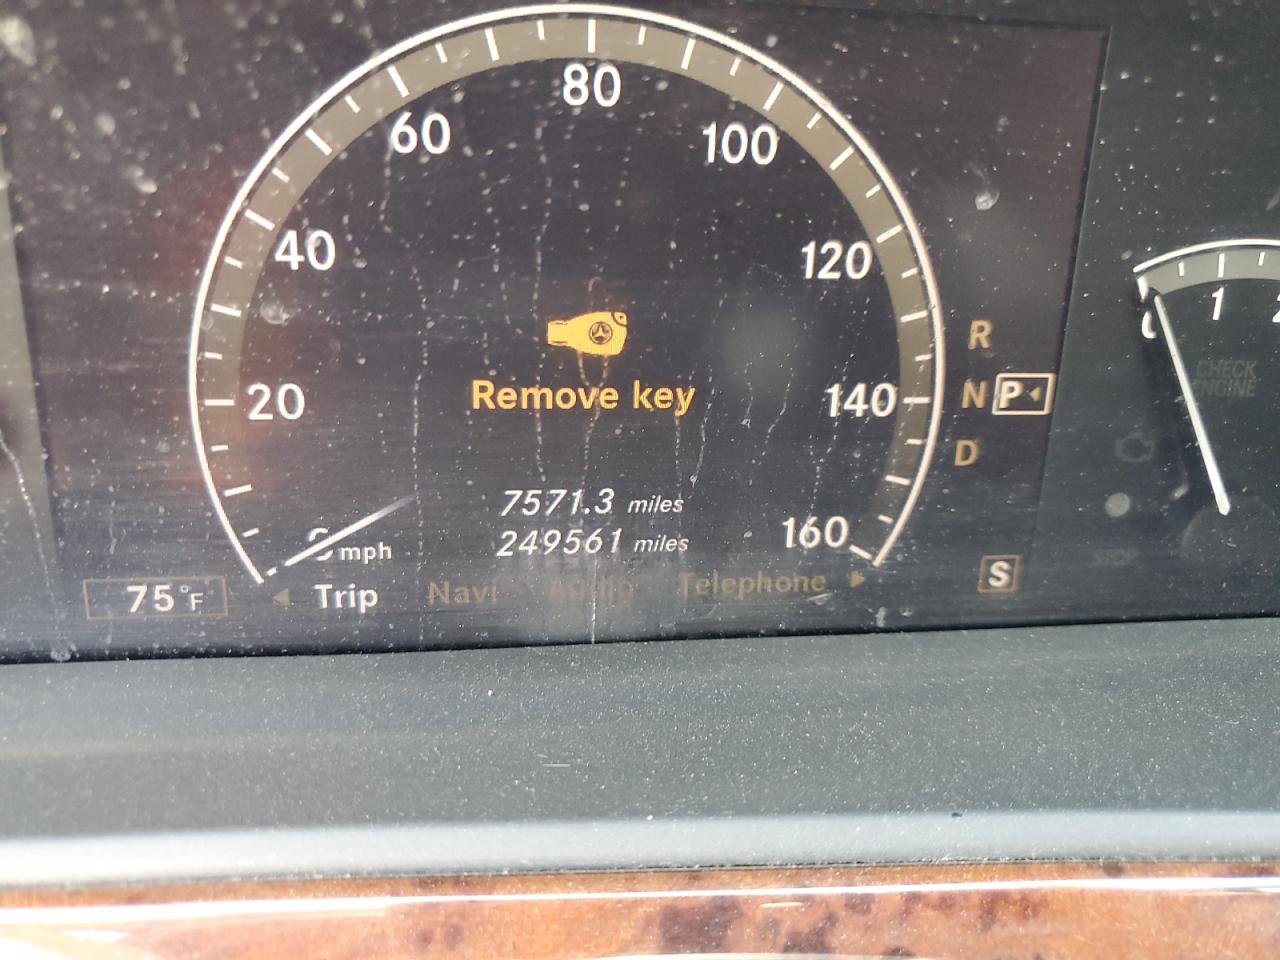 80
60
100
40
120
R
1
20
Remove key
140
N P
CHECK
ENGINE
D
7571.3 miles
160
249561 miles
mph
75°F
Trip
Navi
Audio
Telephone
S